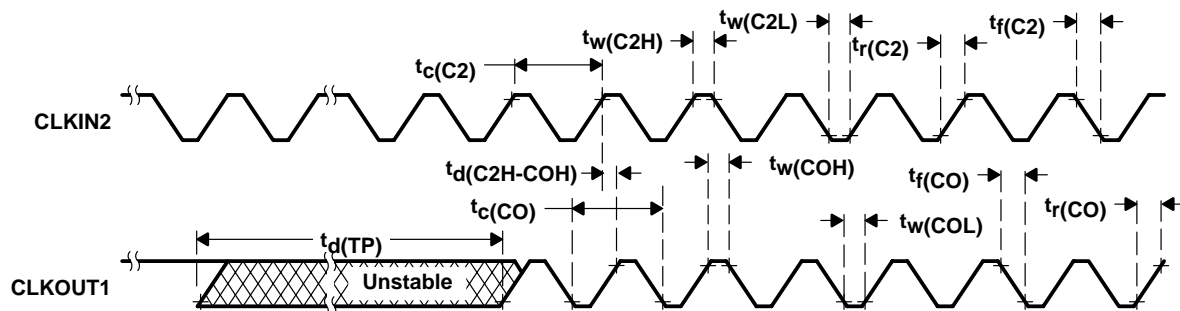 tw(C2L)
tf(C2)
tw(C2H)
tr(C2)
tc(C2)
CLKIN2
td(C2H-COH)
tw(COH)
tf(CO)
tc(CO)
tr(CO)
tw(COL)
td(TP)
Unstable
CLKOUT1